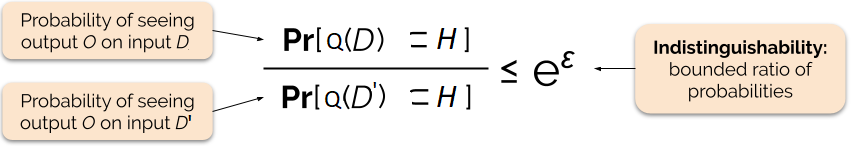 Probability of seeing
output O on input D
Pr[ Q(D) = H ]
Probability of seeing
output O on input D'
Pr[ Q(D') = H ]
≤ e^ε
Indistinguishability:
bounded ratio of
probabilities